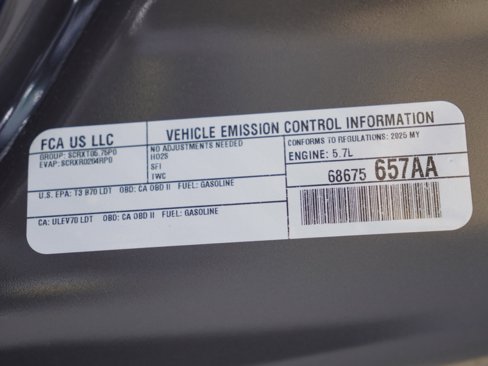 FCA US LLC
GROUP: SCRXT05.75P0
EVAP: SCRXR0204RP0
VEHICLE EMISSION CONTROL INFORMATION
NO ADJUSTMENTS NEEDED
HO2S
SFI
TWC
CONFORMS TO REGULATIONS: 2025 MY
ENGINE: 5.7L
68675 657AA
U.S. EPA: T3 B70 LDT OBD: CA OBD II FUEL: GASOLINE
CA: ULEV70 LDT OBD: CA OBD II FUEL: GASOLINE